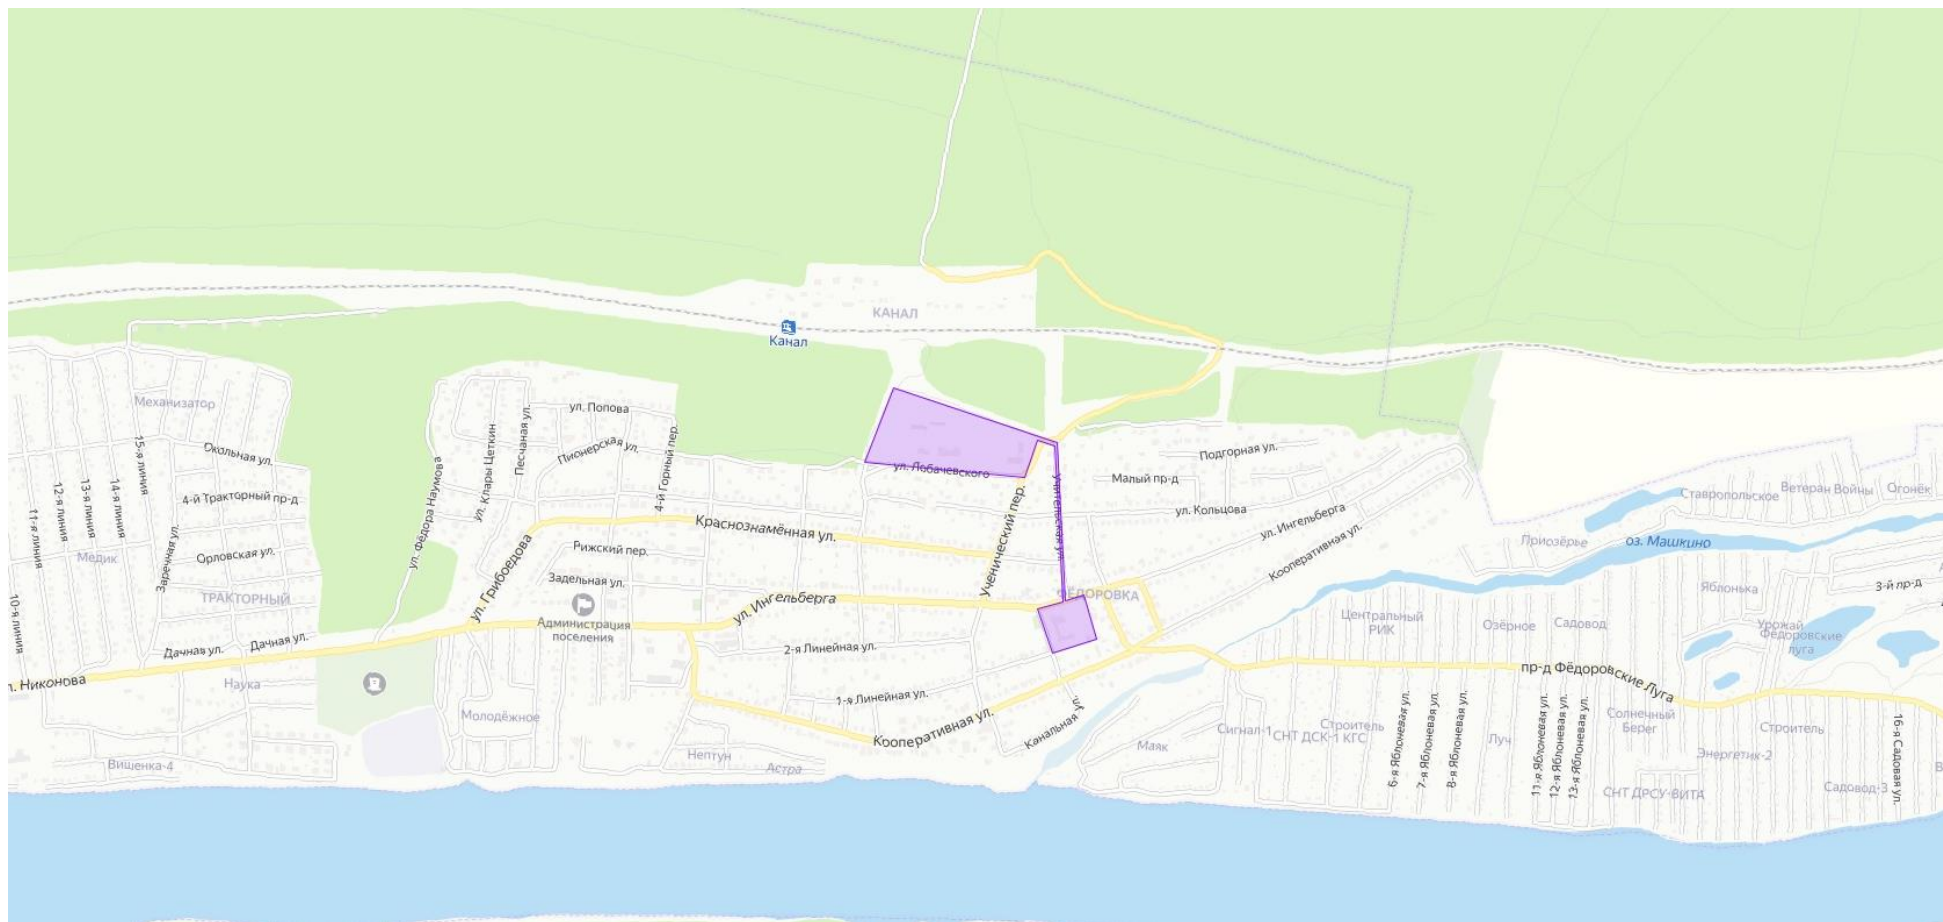 КАНАЛ
Канал
Механизатор
ул. Попова
Пионерская ул.
Песчаная ул.
ул. Клары Цеткин
4-й Горный пер.
Окольная ул.
15-я линия
14-я линия
13-я линия
12-я линия
11-я линия
10-я линия
4-й Тракторный пр-д
Заречная ул.
Орловская ул.
Медик
ТРАКТОРНЫЙ
ул. Фёдора Наумова
ул. Лобачевского
Учительская ул.
Ученический пер.
Подгорная ул.
Малый пр-д
ул. Кольцова
ул. Ингельберга
Кооперативная ул.
Краснознамённая ул.
Рижский пер.
Задельная ул.
ул. Грибоедова
ул. Ингельберга
ФЁДОРОВКА
Администрация
поселения
Ставропольское
Ветеран Войны
Огонёк
Приозёрье
оз. Машкино
Яблонька
3-й пр-д
Центральный
РИК
Озёрное
Садовод
Урожай
Фёдоровские
луга
Дачная ул.
Дачная ул.
л. Никонова
Наука
2-я Линейная ул.
1-я Линейная ул.
пр-д Фёдоровские Луга
Молодёжное
Кооперативная ул.
Канальная ул.
Нептун
Астра
Вишенка-4
Маяк
Сигнал-1
СНТ ДСК-1 КГС
Строитель
6-я Яблоневая ул.
7-я Яблоневая ул.
8-я Яблоневая ул.
Луч
11-я Яблоневая ул.
12-я Яблоневая ул.
13-я Яблоневая ул.
Солнечный
Берег
Строитель
Энергетик-2
16-я Садовая ул.
СНТ ДРСУ-ВИТА
Садовод-3